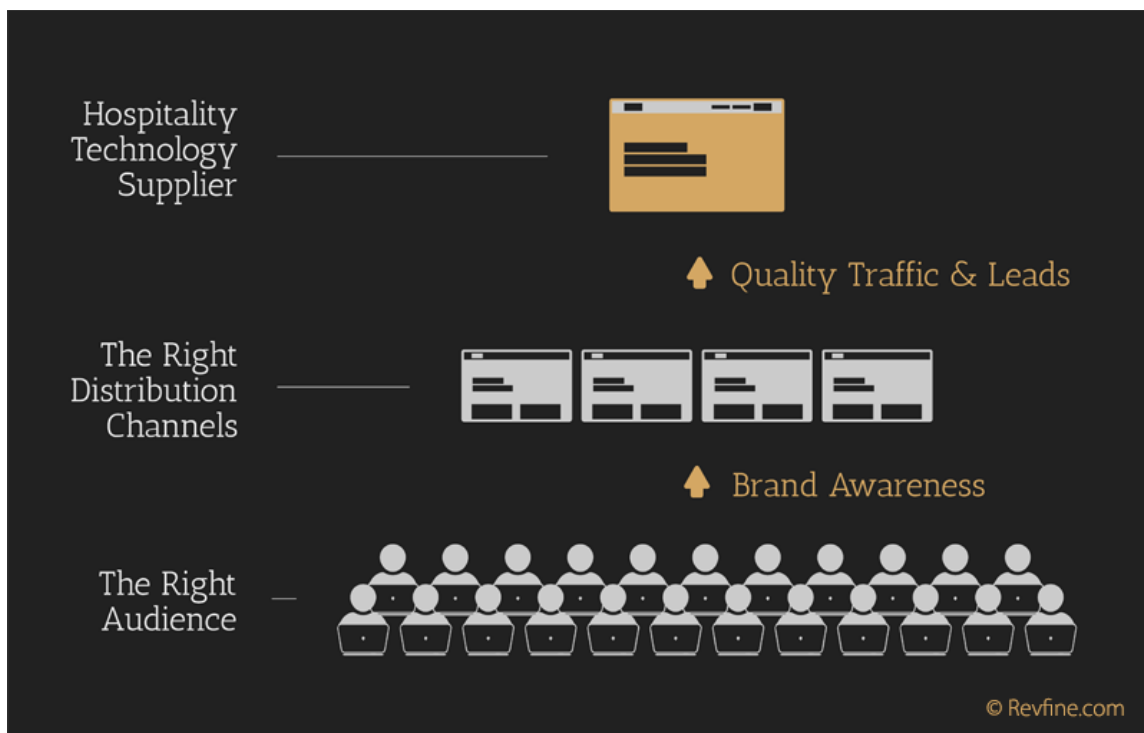 Hospitality
Technology
Supplier
Quality Traffic & Leads
The Right
Distribution
Channels
Brand Awareness
The Right
Audience
© Revfine.com